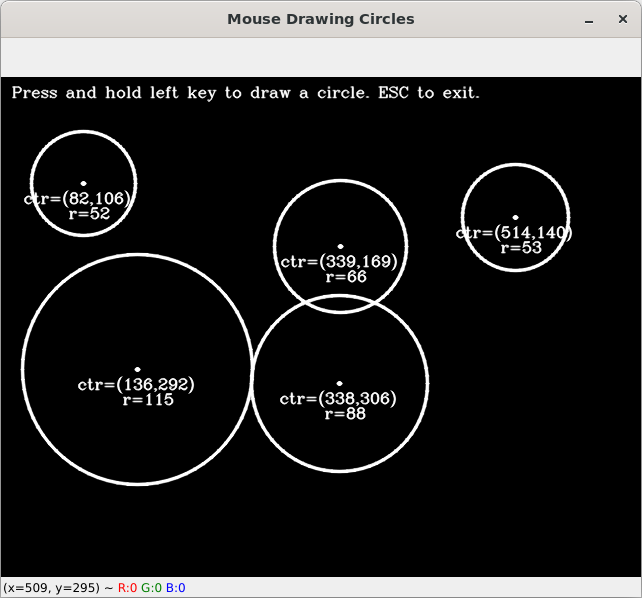 Mouse Drawing Circles
Press and hold left key to draw a circle. ESC to exit.
ctr=(82,106)
r=52
ctr=(514,140)
r=53
ctr=(339,169)
r=66
ctr=(136,292)
r=115
ctr=(338,306)
r=88
(x=509, y=295) ~ R:0 G:0 B:0